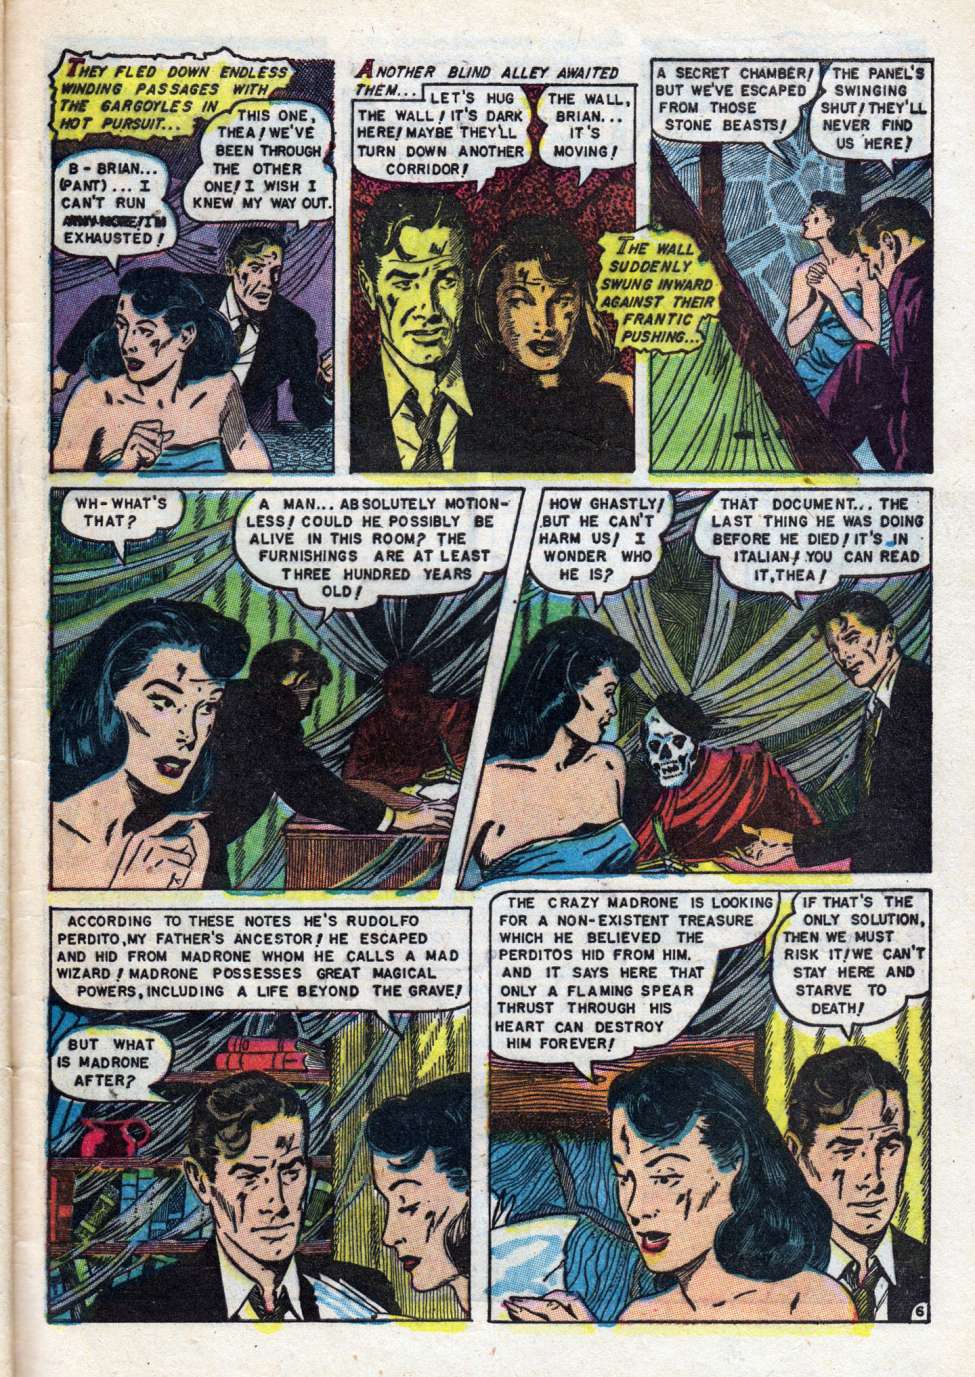 THEY FLED DOWN ENDLESS
WINDING PASSAGES WITH
THE GARGOYLES IN
HOT PURSUIT...
B-BRIAN...
(PANT)... I
CAN'T RUN
ANY MORE! I'M
EXHAUSTED!
THIS ONE,
THEA! WE'VE
BEEN THROUGH
THE OTHER
ONE! I WISH I
KNEW MY WAY OUT.
ANOTHER BLIND ALLEY AWAITED
THEM...
LET'S HUG
THE WALL! IT'S DARK
HERE! MAYBE THEY'LL
TURN DOWN ANOTHER
CORRIDOR!
THE WALL,
BRIAN...
IT'S
MOVING!
THE WALL
SUDDENLY
SWUNG INWARD
AGAINST THEIR
FRANTIC
PUSHING...
A SECRET CHAMBER!
BUT WE'VE ESCAPED
FROM THOSE
STONE BEASTS!
THE PANEL'S
SWINGING
SHUT! THEY'LL
NEVER FIND
US HERE!
WH-WHAT'S
THAT?
A MAN... ABSOLUTELY MOTION-
LESS! COULD HE POSSIBLY BE
ALIVE IN THIS ROOM? THE
FURNISHINGS ARE AT LEAST
THREE HUNDRED YEARS
OLD!
HOW GHASTLY!
BUT HE CAN'T
HARM US! I
WONDER WHO
HE IS?
THAT DOCUMENT... THE
LAST THING HE WAS DOING
BEFORE HE DIED! IT'S IN
ITALIAN! YOU CAN READ
IT, THEA!
ACCORDING TO THESE NOTES HE'S RUDOLFO
PERDITO, MY FATHER'S ANCESTOR! HE ESCAPED
AND HID FROM MADRONE WHOM HE CALLS A MAD
WIZARD! MADRONE POSSESSES GREAT MAGICAL
POWERS, INCLUDING A LIFE BEYOND THE GRAVE!
BUT WHAT
IS MADRONE
AFTER?
THE CRAZY MADRONE IS LOOKING
FOR A NON-EXISTENT TREASURE
WHICH HE BELIEVED THE
PERDITOS HID FROM HIM.
AND IT SAYS HERE THAT
ONLY A FLAMING SPEAR
THRUST THROUGH HIS
HEART CAN DESTROY
HIM FOREVER!
IF THAT'S THE
ONLY SOLUTION,
THEN WE MUST
RISK IT! WE CAN'T
STAY HERE AND
STARVE TO
DEATH!
6